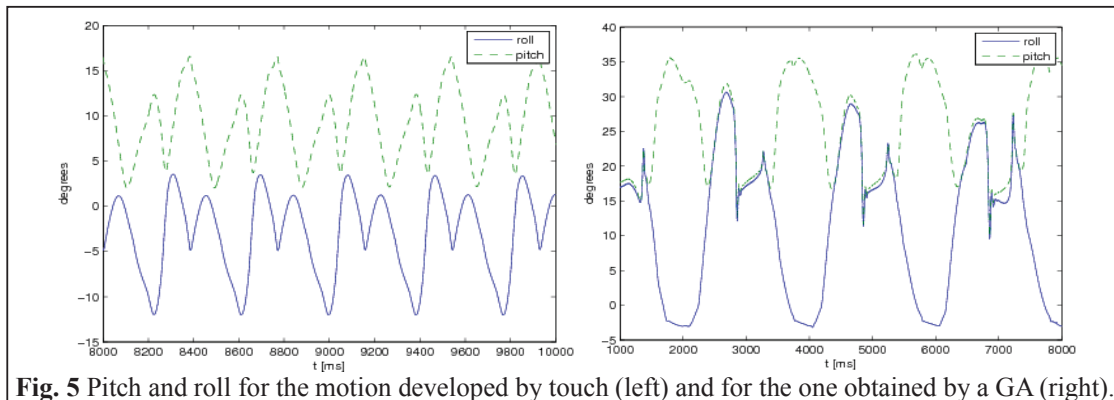 20
15
10
5
0
−5
−10
−15
degrees
8000 8200 8400 8600 8800 9000 9200 9400 9600 9800 10000
t [ms]
roll
pitch
40
35
30
25
20
15
10
5
0
−5
degrees
1000 2000 3000 4000 5000 6000 7000 8000
t [ms]
roll
pitch
Fig. 5 Pitch and roll for the motion developed by touch (left) and for the one obtained by a GA (right).